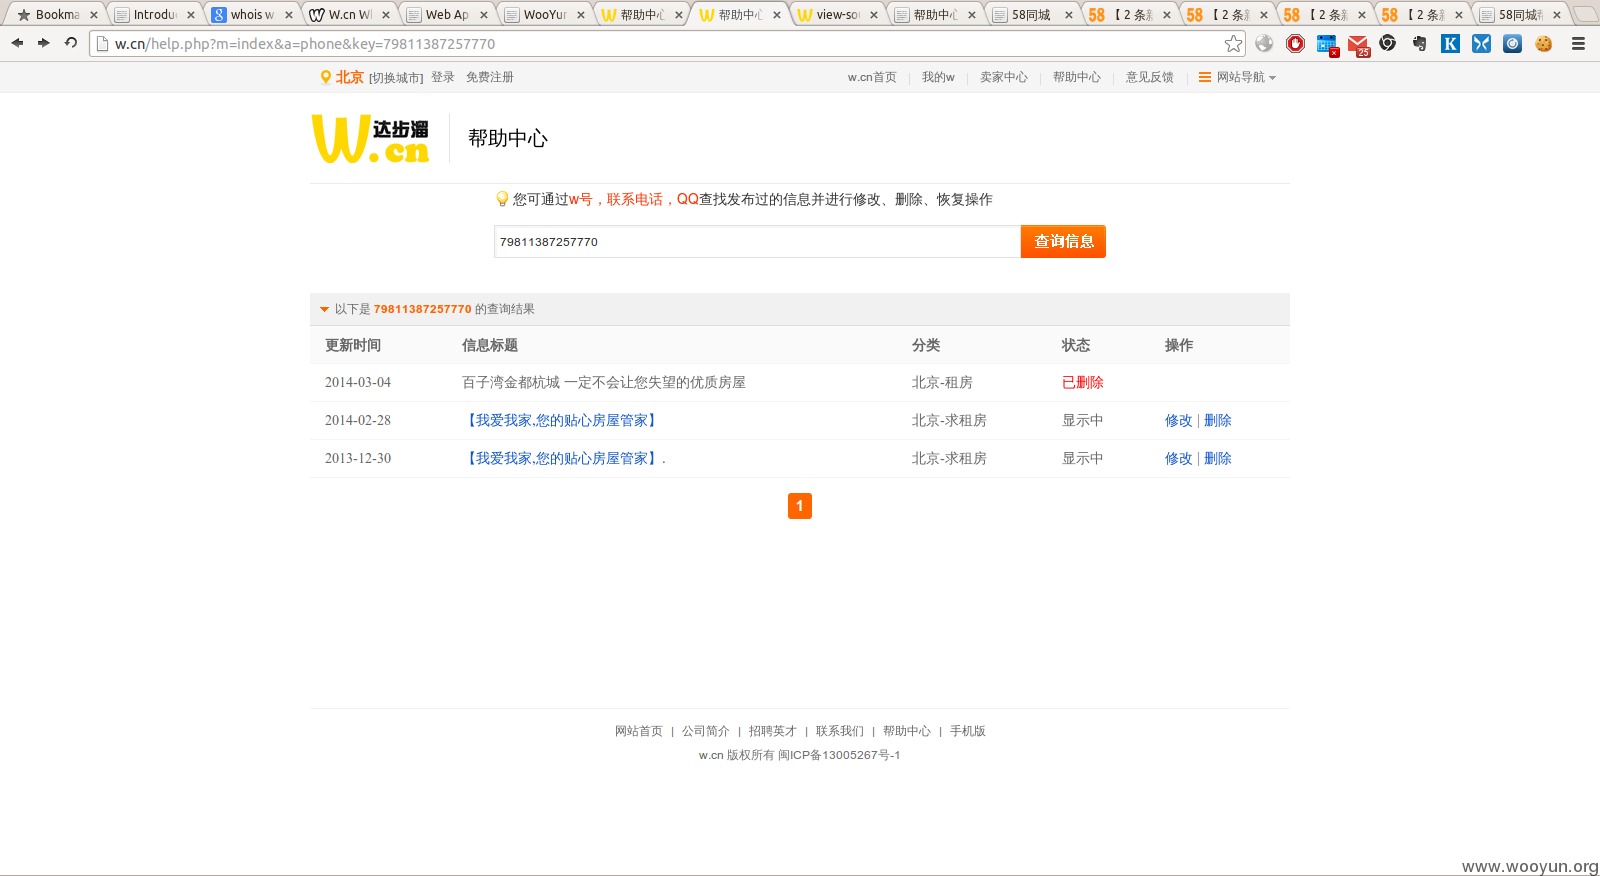 Bookma Introdu whois w W.cn W Web Ap WooYun 帮助中心 帮助中心 view-sou 帮助中心 58同城 58【2 条新 58【2 条新 58【2 条新 58【2 条新 58同城
w.cn/help.php?m=index&a=phone&key=79811387257770
北京 [切换城市] 登录 免费注册 w.cn首页 我的w 卖家中心 帮助中心 意见反馈 网站导航
W.cn 达步溜 帮助中心
您可通过w号，联系电话，QQ查找发布过的信息并进行修改、删除、恢复操作
79811387257770 查询信息
以下是 79811387257770 的查询结果
更新时间 信息标题 分类 状态 操作
2014-03-04 百子湾金都杭城 一定不会让您失望的优质房屋 北京-租房 已删除
2014-02-28 【我爱我家,您的贴心房屋管家】 北京-求租房 显示中 修改 | 删除
2013-12-30 【我爱我家,您的贴心房屋管家】. 北京-求租房 显示中 修改 | 删除
1
网站首页 | 公司简介 | 招聘英才 | 联系我们 | 帮助中心 | 手机版
w.cn 版权所有 闽ICP备13005267号-1
www.wooyun.org